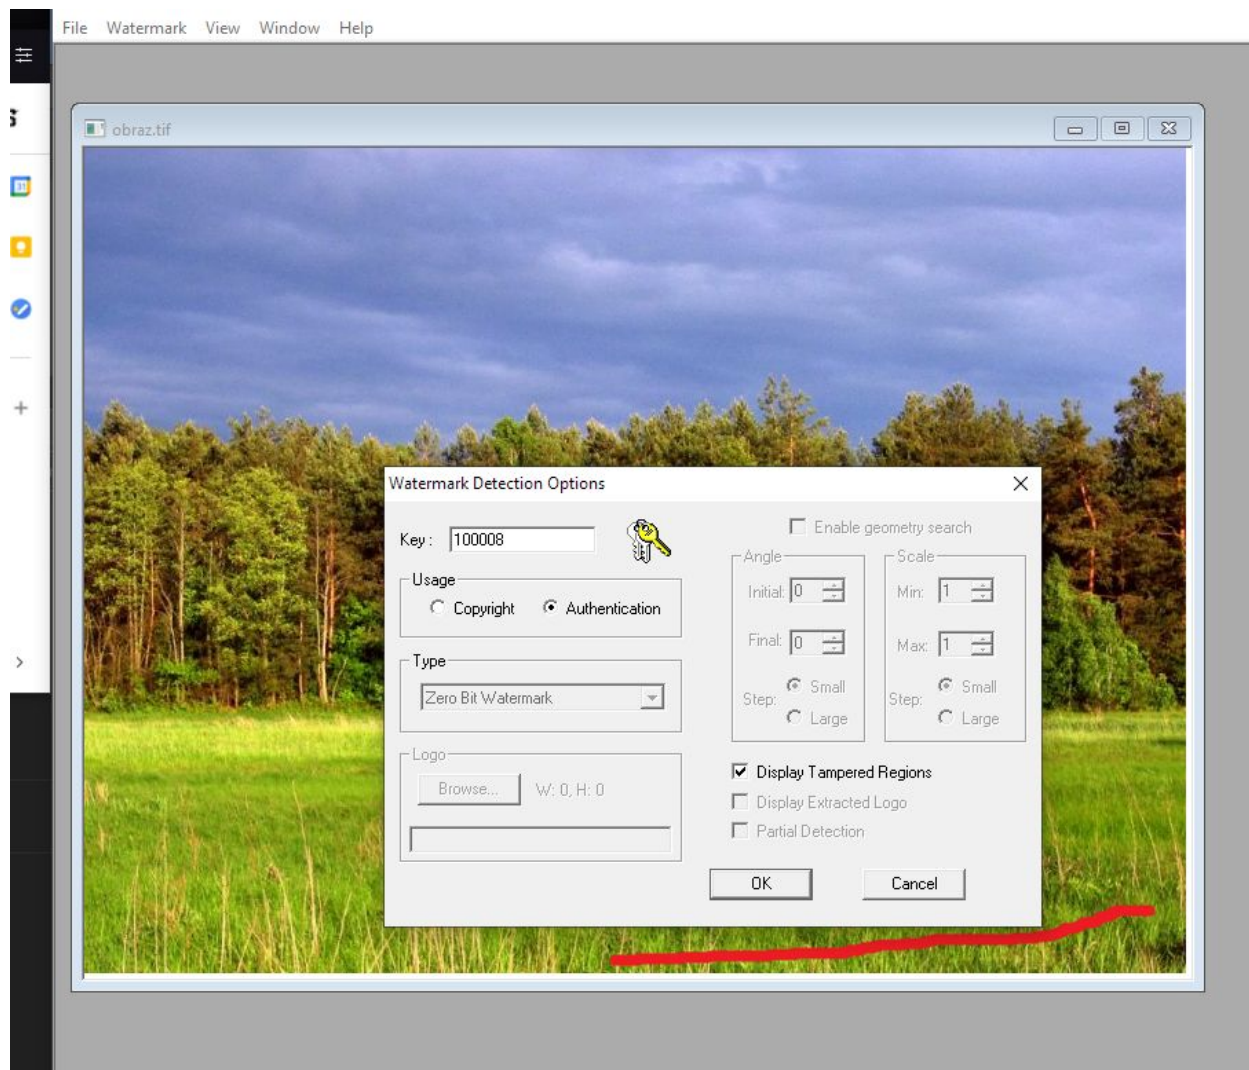 File Watermark View Window Help
obraz.tif
31
Watermark Detection Options
Key: 100008
Enable geometry search
Usage
Copyright Authentication
Angle
Initial: 0
Final: 0
Step: Small
Large
Scale
Min: 1
Max: 1
Step: Small
Large
Type
Zero Bit Watermark
Logo
Browse... W: 0, H: 0
Display Tampered Regions
Display Extracted Logo
Partial Detection
OK Cancel